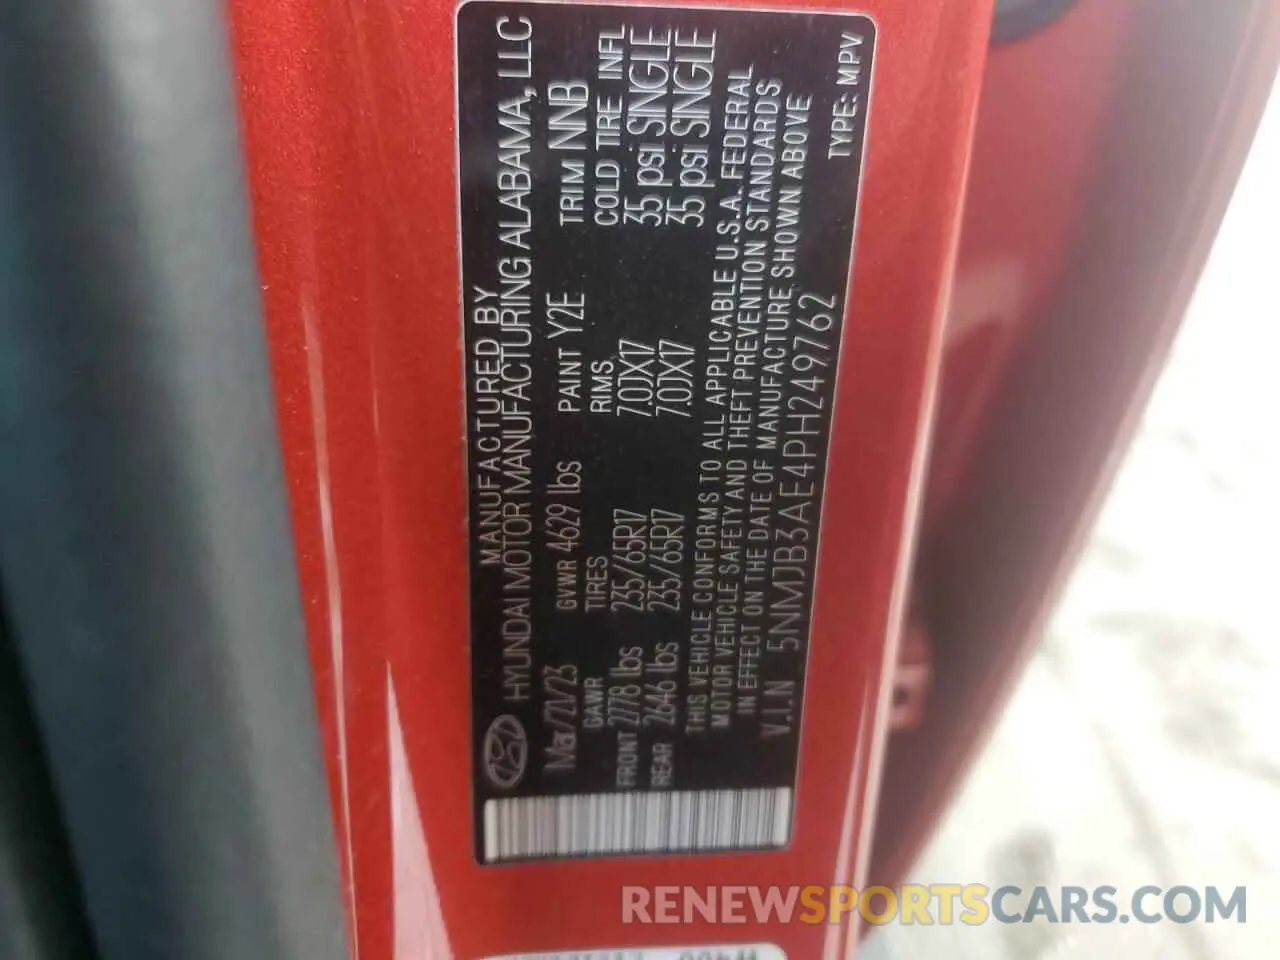 MANUFACTURED BY
HYUNDAI MOTOR MANUFACTURING ALABAMA, LLC
Mar/20/23 GVWR 4629 lbs PAINT Y2E TRIM NNB
GAWR TIRES RIMS COLD TIRE INFL
FRONT 2778 lbs 235/65R17 7.0JX17 35 psi SINGLE
REAR 2646 lbs 235/65R17 7.0JX17 35 psi SINGLE
THIS VEHICLE CONFORMS TO ALL APPLICABLE U.S.A. FEDERAL
MOTOR VEHICLE SAFETY AND THEFT PREVENTION STANDARDS
IN EFFECT ON THE DATE OF MANUFACTURE SHOWN ABOVE
V.I.N 5NMJB3AE4PH249762 TYPE: MPV
RENEWSPORTSCARS.COM